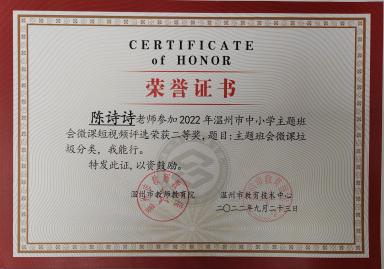 CERTIFICATE
of HONOR
荣誉证书
陈诗诗老师参加2022年温州市中小学主题班
会微课短视频评选荣获二等奖,题目:主题班会微课垃
圾分类,我能行。
特发此证,以资鼓励。
温州市教师教育院 温州市教育技术中心
二〇二二年九月二十三日